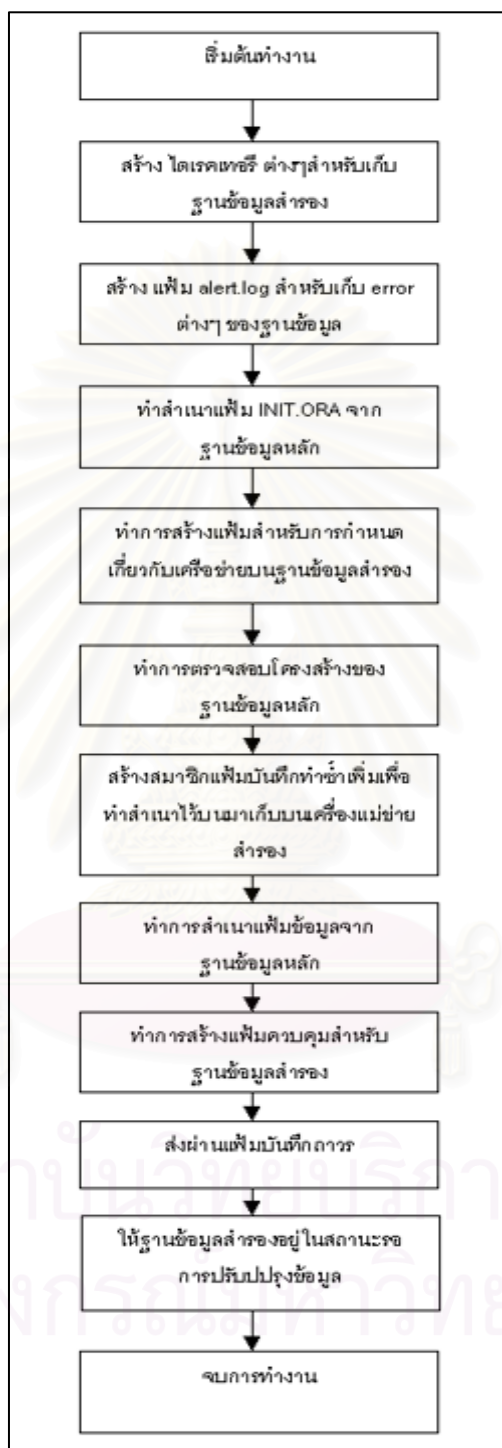 เริ่มต้นทำงาน
สร้าง ไดเรคเทอรี ต่างๆสำหรับเก็บ
ฐานข้อมูลสำรอง
สร้าง แฟ้ม alert.log สำหรับเก็บ error
ต่างๆ ของฐานข้อมูล
ทำสำเนาแฟ้ม INIT.ORA จาก
ฐานข้อมูลหลัก
ทำการสร้างแฟ้มสำหรับการกำหนด
เกี่ยวกับเครือข่ายบนฐานข้อมูลสำรอง
ทำการตรวจสอบโครงสร้างของ
ฐานข้อมูลหลัก
สร้างสมาชิกแฟ้มบันทึกทำซ้ำเพิ่มเพื่อ
ทำสำเนาไว้บนมาเก็บบนเครื่องแม่ข่าย
สำรอง
ทำการสำเนาแฟ้มข้อมูลจาก
ฐานข้อมูลหลัก
ทำการสร้างแฟ้มควบคุมสำหรับ
ฐานข้อมูลสำรอง
ส่งผ่านแฟ้มบันทึกถาวร
ให้ฐานข้อมูลสำรองอยู่ในสถานะรอ
การปรับปปรุงข้อมูล
จบการทำงาน